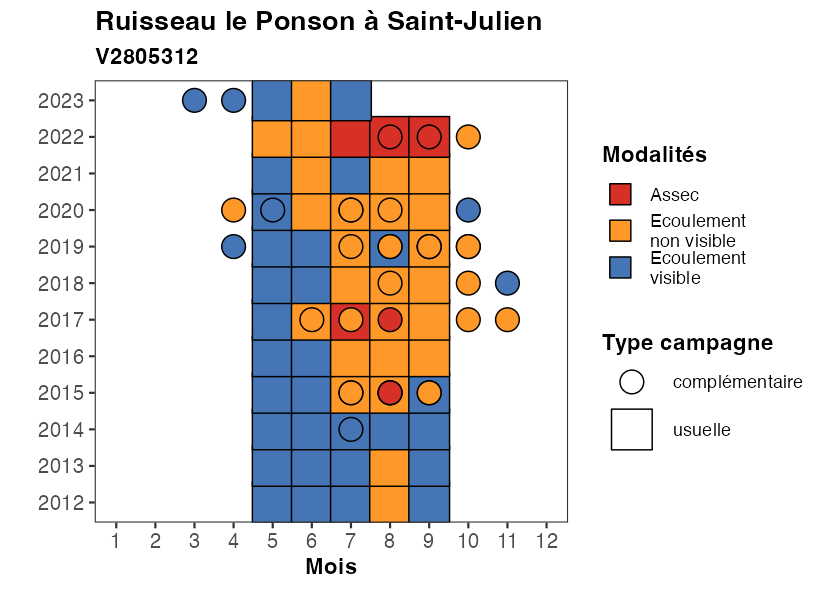 Ruisseau le Ponson à Saint-Julien
V2805312
2023
2022
2021
2020
2019
2018
2017
2016
2015
2014
2013
2012
1 2 3 4 5 6 7 8 9 10 11 12
Mois
Modalités
Assec
Ecoulement
non visible
Ecoulement
visible
Type campagne
complémentaire
usuelle